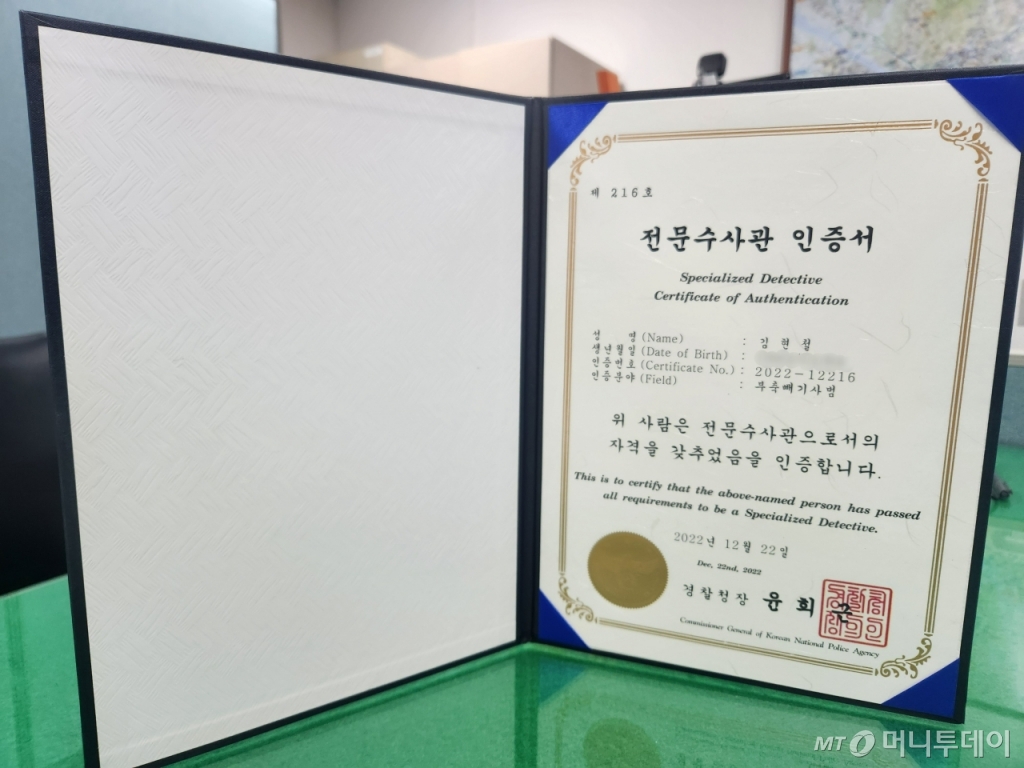 제 216호
전문수사관 인증서
Specialized Detective
Certificate of Authentication
성 명 (Name) : 김 현 철
생년월일 (Date of Birth) :
인증번호 (Certificate No.) : 2022-12216
인증분야 (Field) : 부축빼기사범
위 사람은 전문수사관으로서의
자격을 갖추었음을 인증합니다.
This is to certify that the above-named person has passed
all requirements to be a Specialized Detective.
2022년 12월 22일
Dec, 22nd, 2022
경찰청장 윤 희 근
Commissioner General of Korean National Police Agency
MT 머니투데이